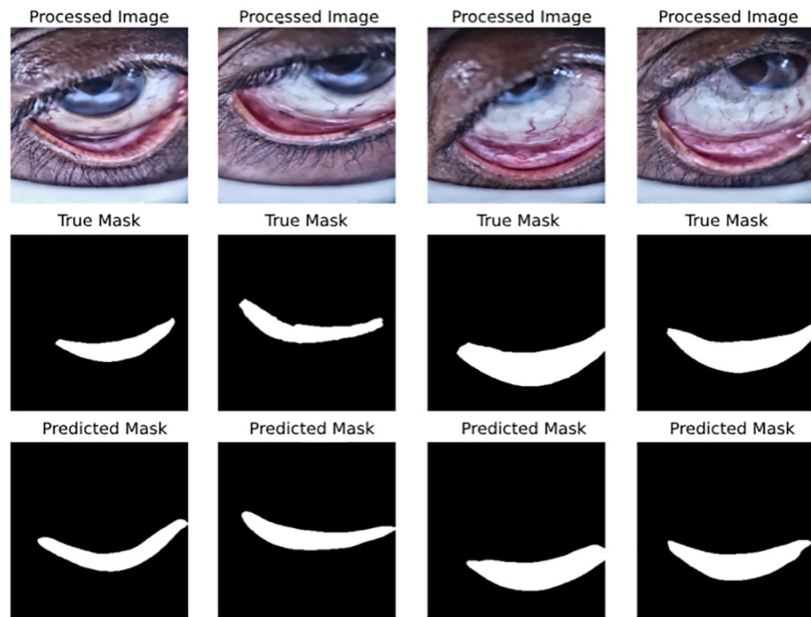 Processed Image Processed Image Processed Image Processed Image
True Mask True Mask True Mask True Mask
Predicted Mask Predicted Mask Predicted Mask Predicted Mask